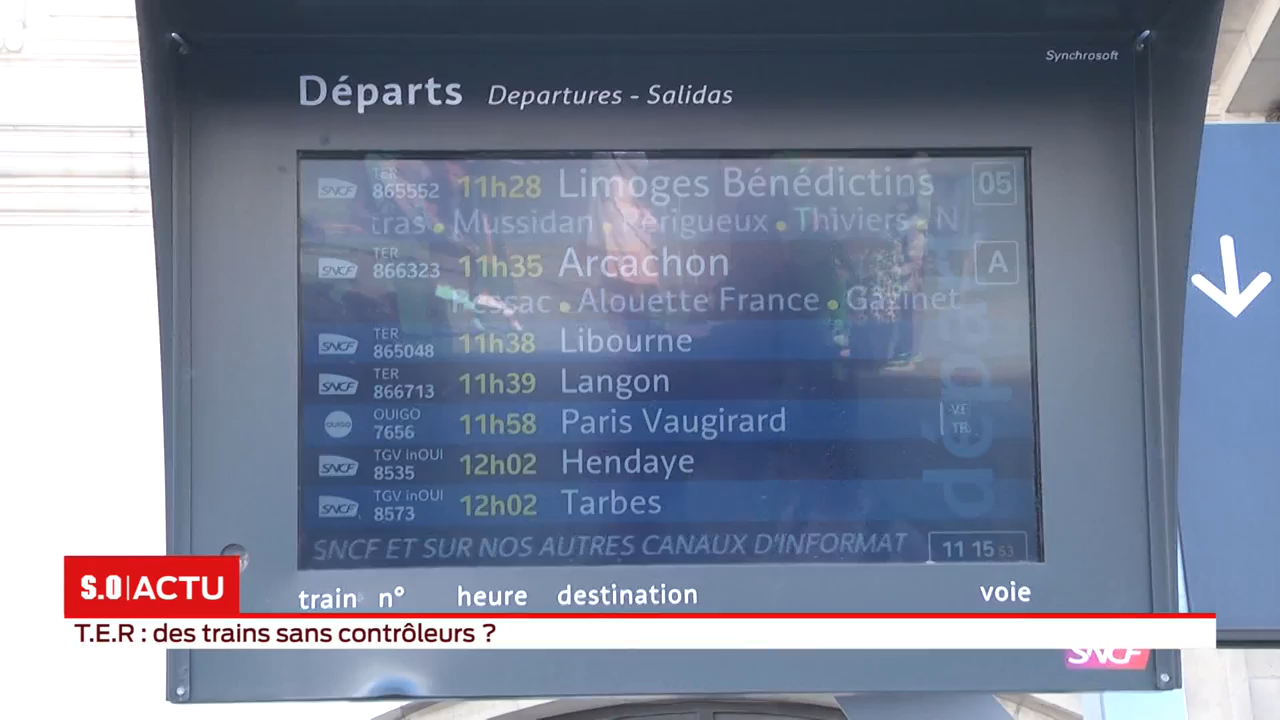 Synchrosoft
Départs Departures - Salidas
SNCF TER 865552 11h28 Limoges Bénédictins 05
tras . Mussidan . Périgueux . Thiviers . N
SNCF TER 866323 11h35 Arcachon A
Pessac . Alouette France . Gazinet
SNCF TER 865048 11h38 Libourne
SNCF TER 866713 11h39 Langon
OUIGO OUIGO 7656 11h58 Paris Vaugirard
SNCF TGV inOUI 8535 12h02 Hendaye
SNCF TGV inOUI 8573 12h02 Tarbes
départ
SNCF ET SUR NOS AUTRES CANAUX D'INFORMAT 11 15 53
train n° heure destination voie
S.O ACTU
T.E.R : des trains sans contrôleurs ?
SNCF